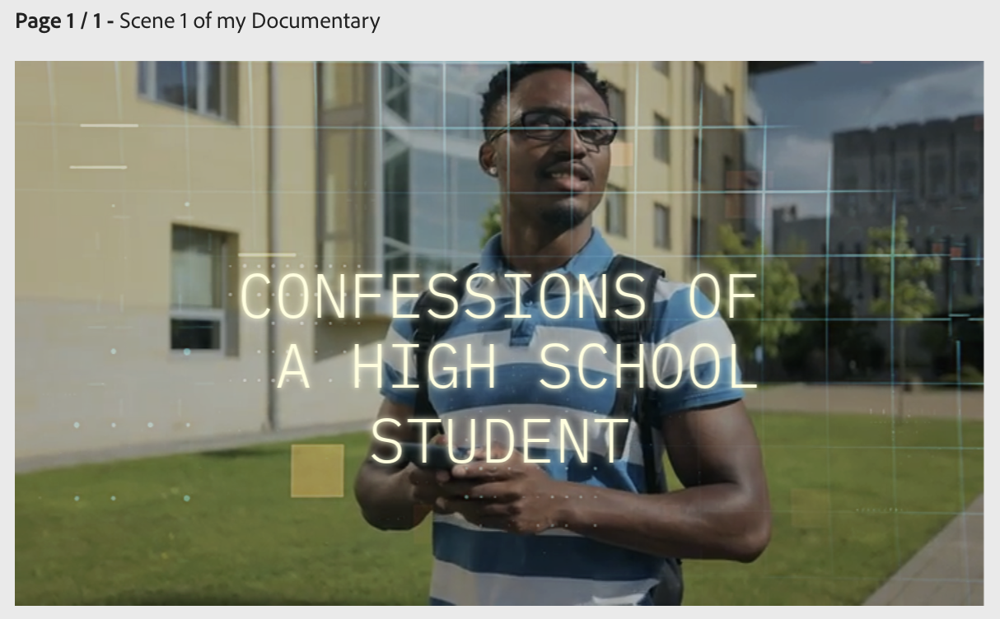 Page 1 / 1 - Scene 1 of my Documentary
CONFESSIONS OF
A HIGH SCHOOL
STUDENT